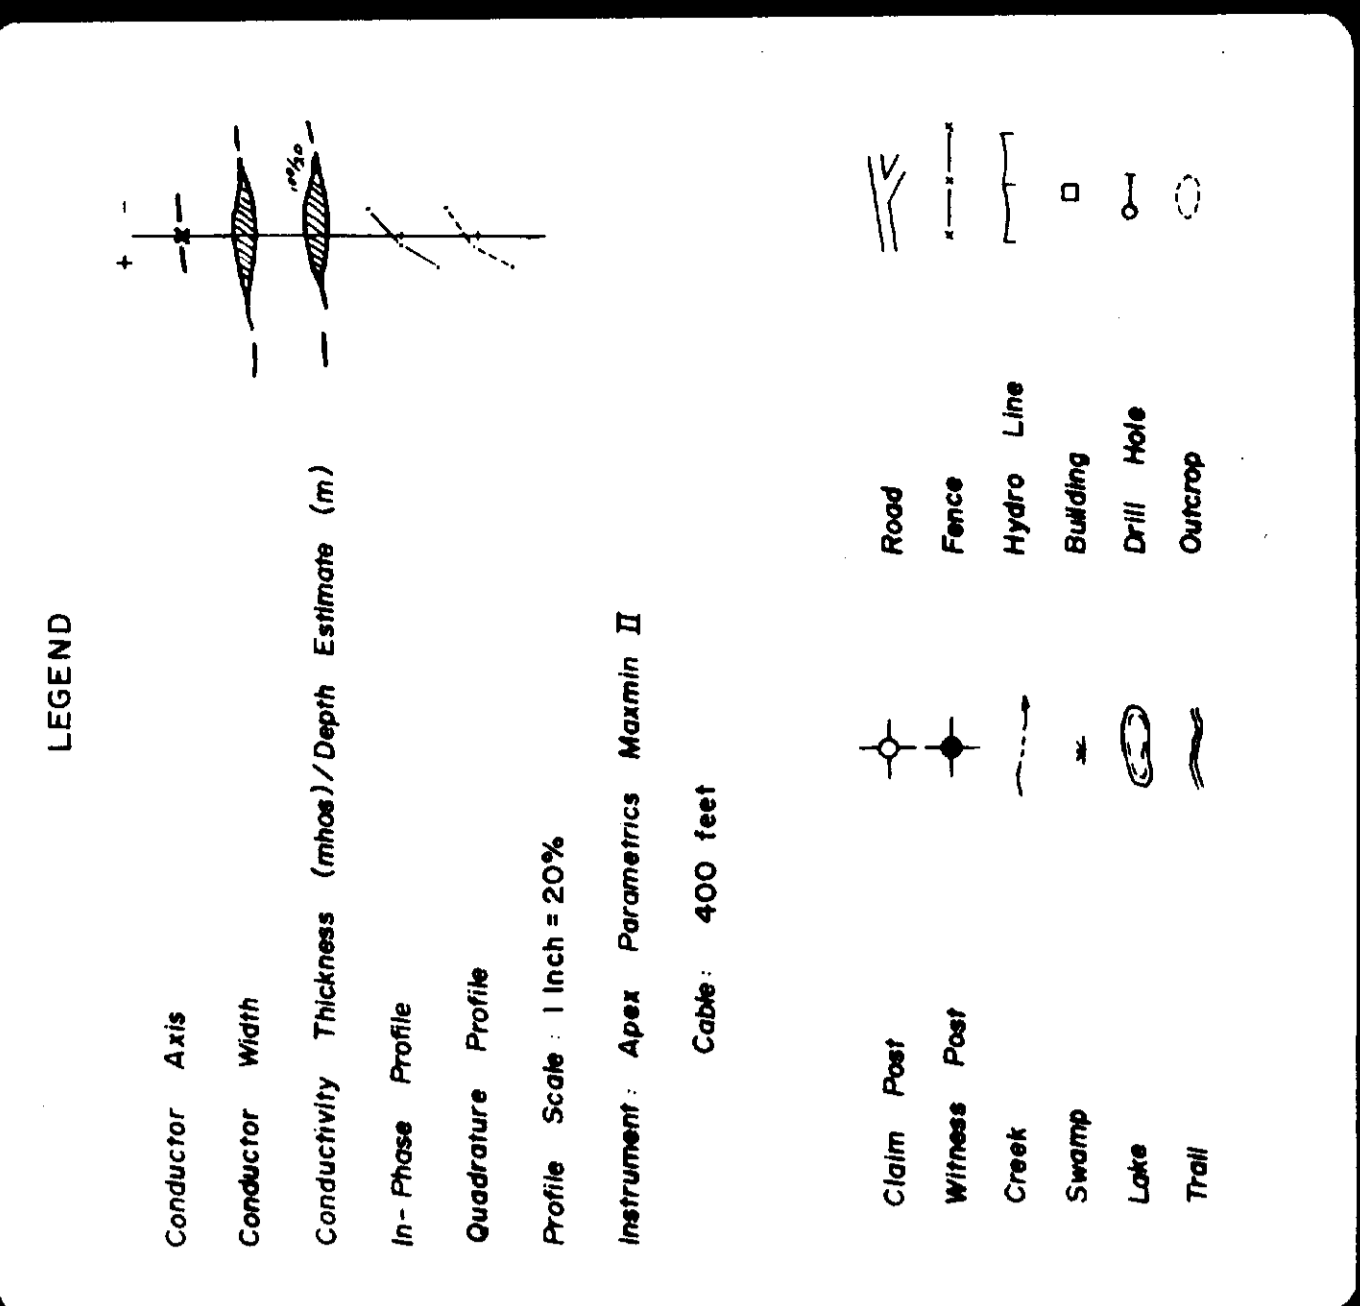 LEGEND
+ -
Conductor Axis
Conductor Width
Conductivity Thickness (mhos)/Depth Estimate (m) 100/30
In-Phase Profile
Quadrature Profile
Profile Scale: 1 Inch = 20%
Instrument: Apex Parametrics Maxmin II
Cable: 400 feet
Claim Post Road
Witness Post Fence
Creek Hydro Line
Swamp Building
Lake Drill Hole
Trail Outcrop